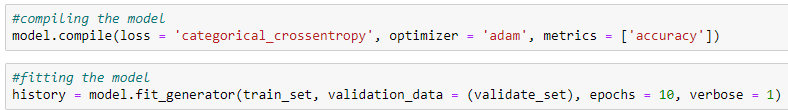 #compiling the model
model.compile(loss = 'categorical_crossentropy', optimizer = 'adam', metrics = ['accuracy'])
#fitting the model
history = model.fit_generator(train_set, validation_data = (validate_set), epochs = 10, verbose = 1)